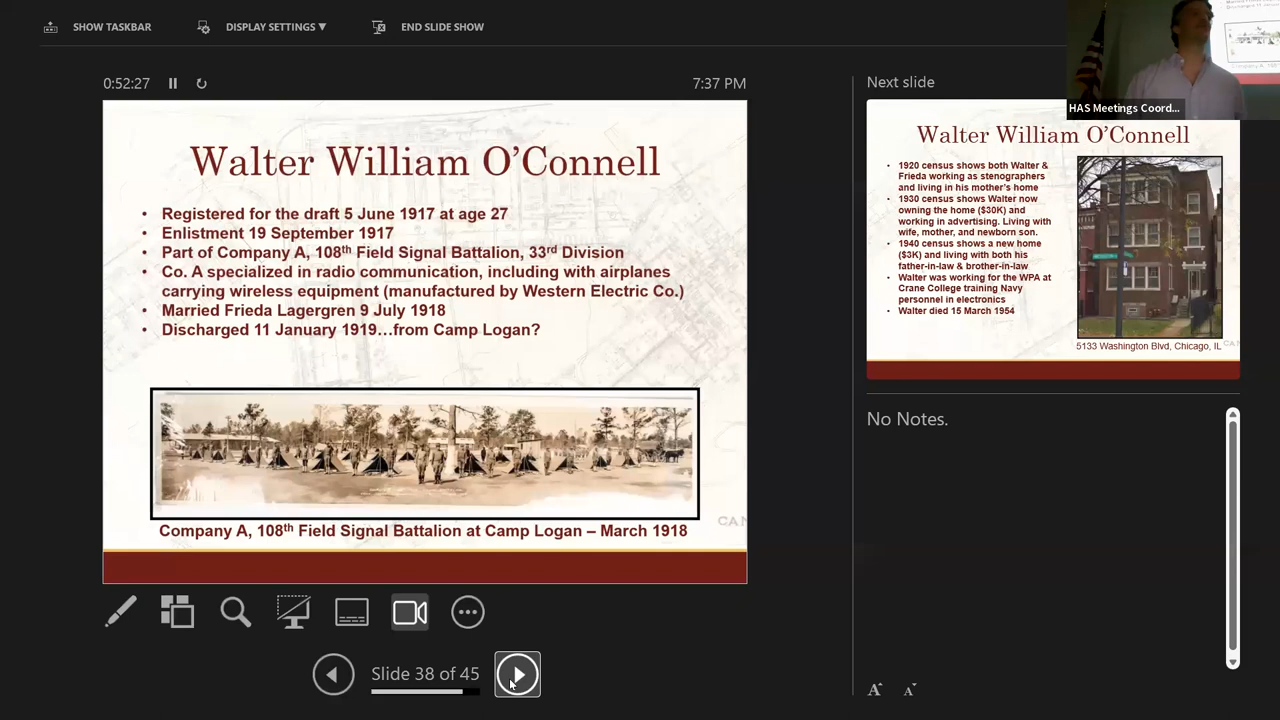 SHOW TASKBAR
DISPLAY SETTINGS ▼
END SLIDE SHOW
0:52:27
7:37 PM
Walter William O’Connell
• Registered for the draft 5 June 1917 at age 27
• Enlistment 19 September 1917
• Part of Company A, 108th Field Signal Battalion, 33rd Division
• Co. A specialized in radio communication, including with airplanes
carrying wireless equipment (manufactured by Western Electric Co.)
• Married Frieda Lagergren 9 July 1918
• Discharged 11 January 1919…from Camp Logan?
Company A, 108th Field Signal Battalion at Camp Logan – March 1918
CAN
Slide 38 of 45
Next slide
HAS Meetings Coord...
Walter William O’Connell
• 1920 census shows both Walter &
Frieda working as stenographers
and living in his mother’s home
• 1930 census shows Walter now
owning the home ($30K) and
working in advertising. Living with
wife, mother, and newborn son.
• 1940 census shows a new home
($3K) and living with both his
father-in-law & brother-in-law
• Walter was working for the WPA at
Crane College training Navy
personnel in electronics
• Walter died 15 March 1954
5133 Washington Blvd, Chicago, IL
No Notes.
A A